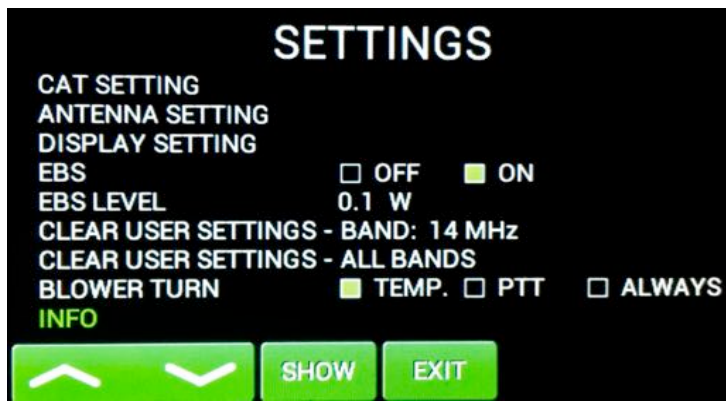 SETTINGS
CAT SETTING
ANTENNA SETTING
DISPLAY SETTING
EBS OFF ON
EBS LEVEL 0.1 W
CLEAR USER SETTINGS - BAND: 14 MHz
CLEAR USER SETTINGS - ALL BANDS
BLOWER TURN TEMP. PTT ALWAYS
INFO
SHOW EXIT